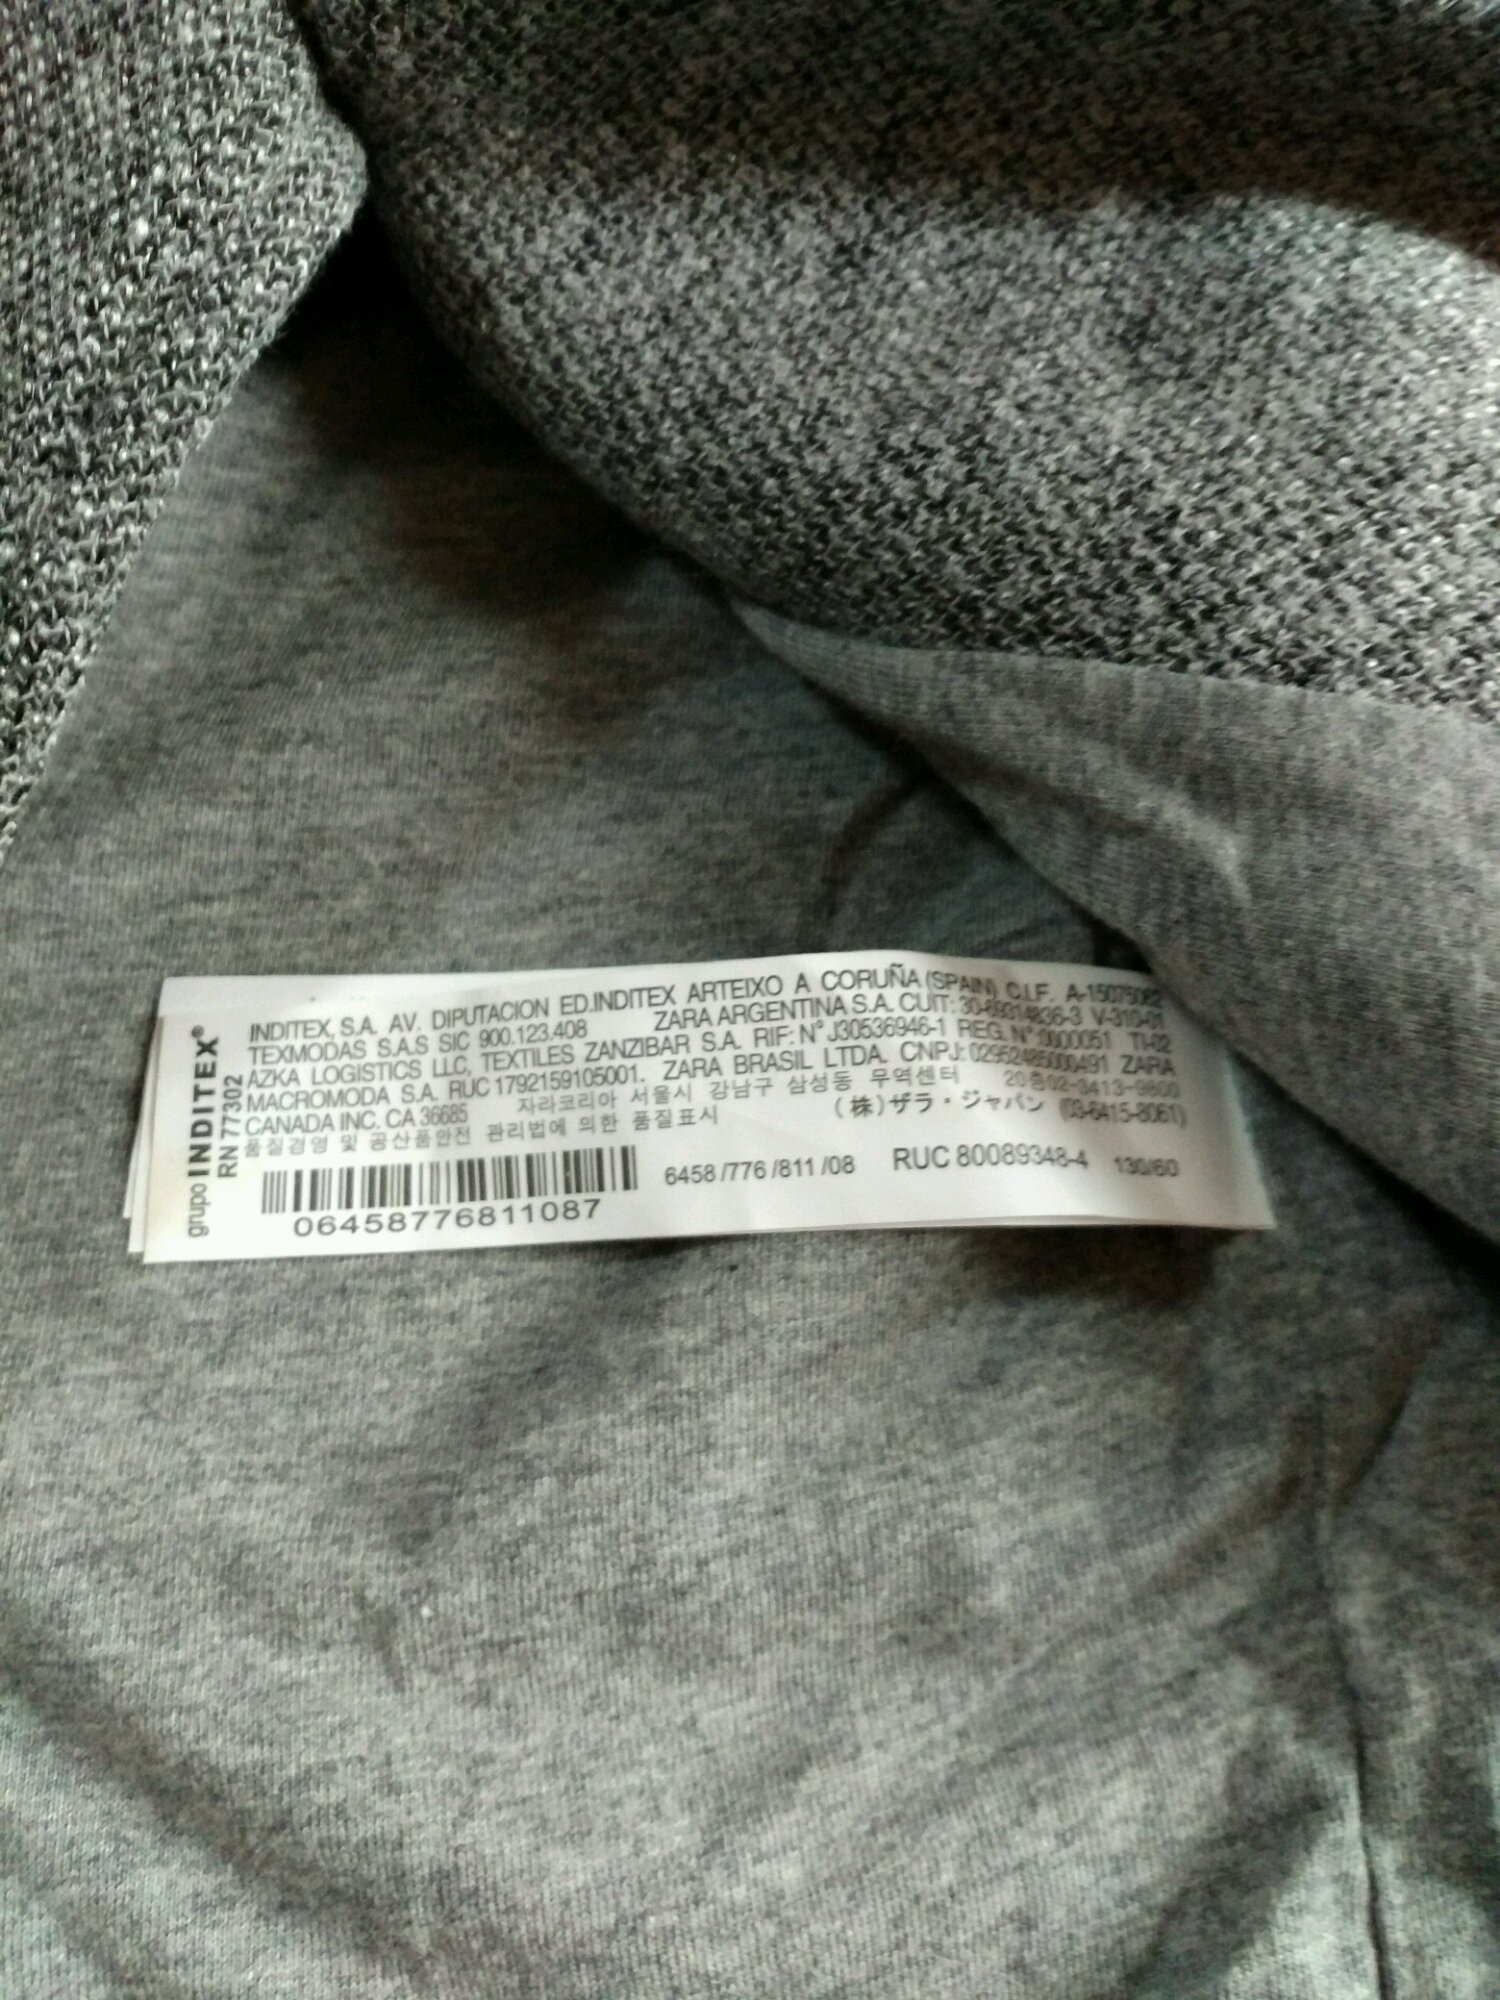 grupo INDITEX®
RN 77302
INDITEX, S.A. AV. DIPUTACION ED.INDITEX ARTEIXO A CORUÑA (SPAIN) C.I.F. A-15075062
TEXMODAS S.A.S SIC 900.123.408 ZARA ARGENTINA S.A. CUIT: 30-69314836-3 V-310-01
AZKA LOGISTICS LLC, TEXTILES ZANZIBAR S.A. RIF: N° J30536946-1 REG. N°:0000051 TI-02
MACROMODA S.A. RUC 1792159105001. ZARA BRASIL LTDA. CNPJ: 02952485000491 ZARA
CANADA INC. CA 36685 자라코리아 서울시 강남구 삼성동 무역센터 20층02-3413-9800
품질경영 및 공산품안전 관리법에 의한 품질표시 (株)ザラ・ジャパン (03-6415-8061)
6458 /776 /811 /08 RUC 80089348-4 130/60
06458776811087